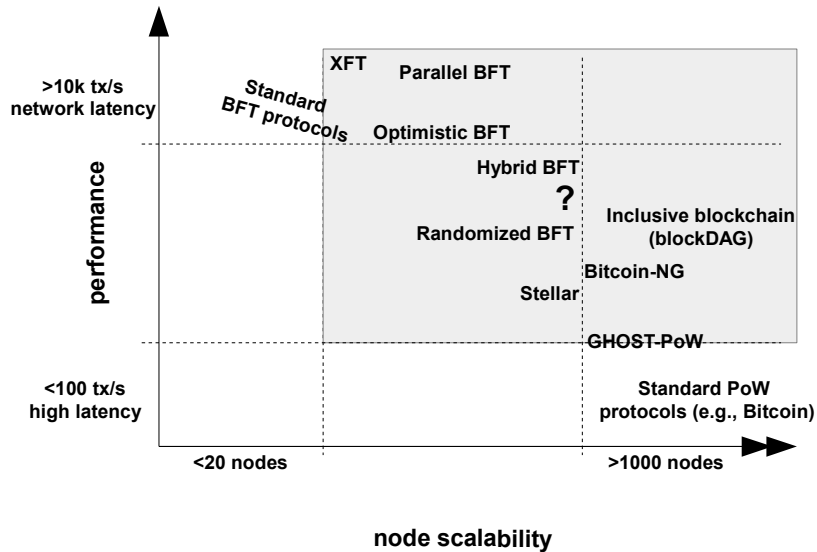 >10k tx/s
network latency
Standard
BFT protocols
XFT
Parallel BFT
Optimistic BFT
Hybrid BFT
?
performance
Randomized BFT
Inclusive blockchain
(blockDAG)
Bitcoin-NG
Stellar
GHOST-PoW
<100 tx/s
high latency
Standard PoW
protocols (e.g., Bitcoin)
<20 nodes
>1000 nodes
node scalability